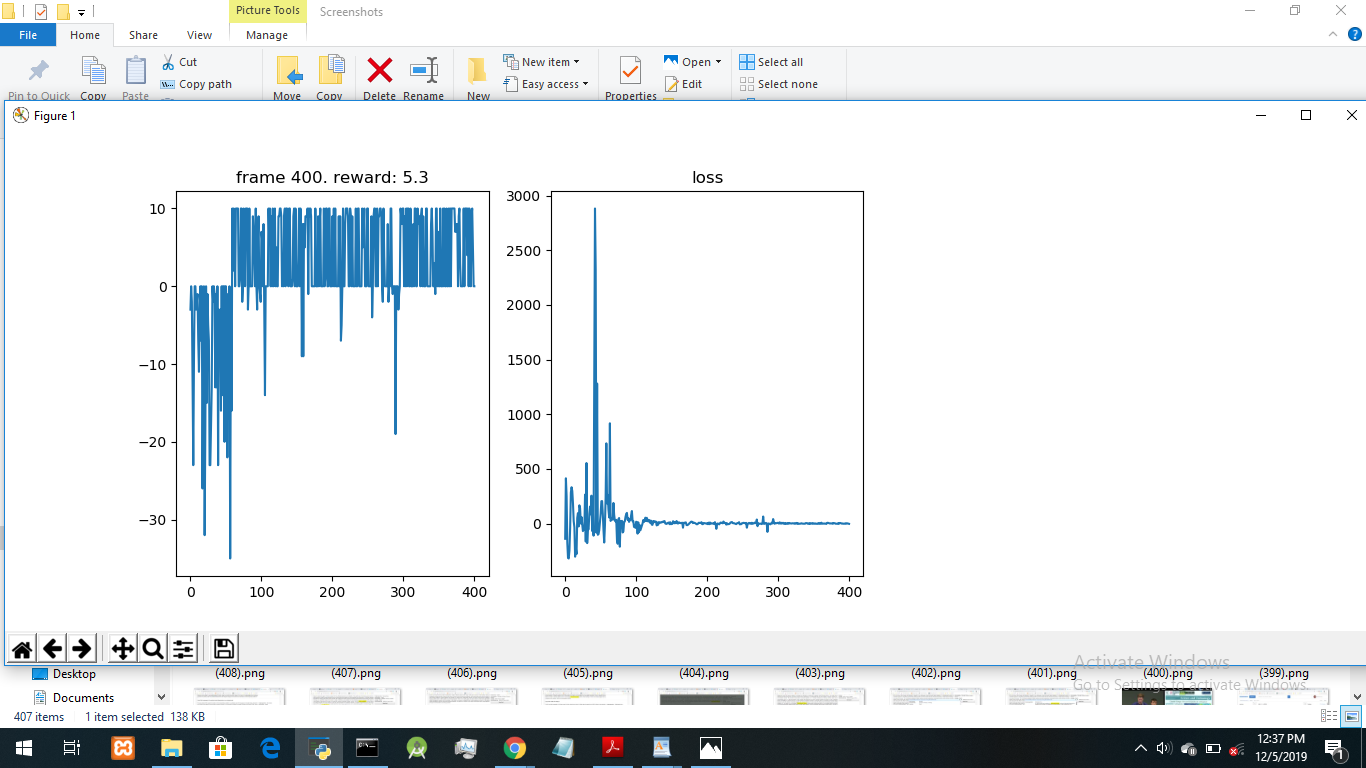 Picture Tools
Screenshots
File
Home
Share
View
Manage
Pin to Quick
Copy
Paste
Cut
Copy path
Move
Copy
Delete
Rename
New
New item
Easy access
Properties
Open
Edit
Select all
Select none
Figure 1
frame 400. reward: 5.3
10
0
−10
−20
−30
0 100 200 300 400
loss
3000
2500
2000
1500
1000
500
0
0 100 200 300 400
Activate Windows
Go to Settings to activate Windows.
Desktop
Documents
(408).png
(407).png
(406).png
(405).png
(404).png
(403).png
(402).png
(401).png
(400).png
(399).png
407 items
1 item selected 138 KB
12:37 PM
12/5/2019
1